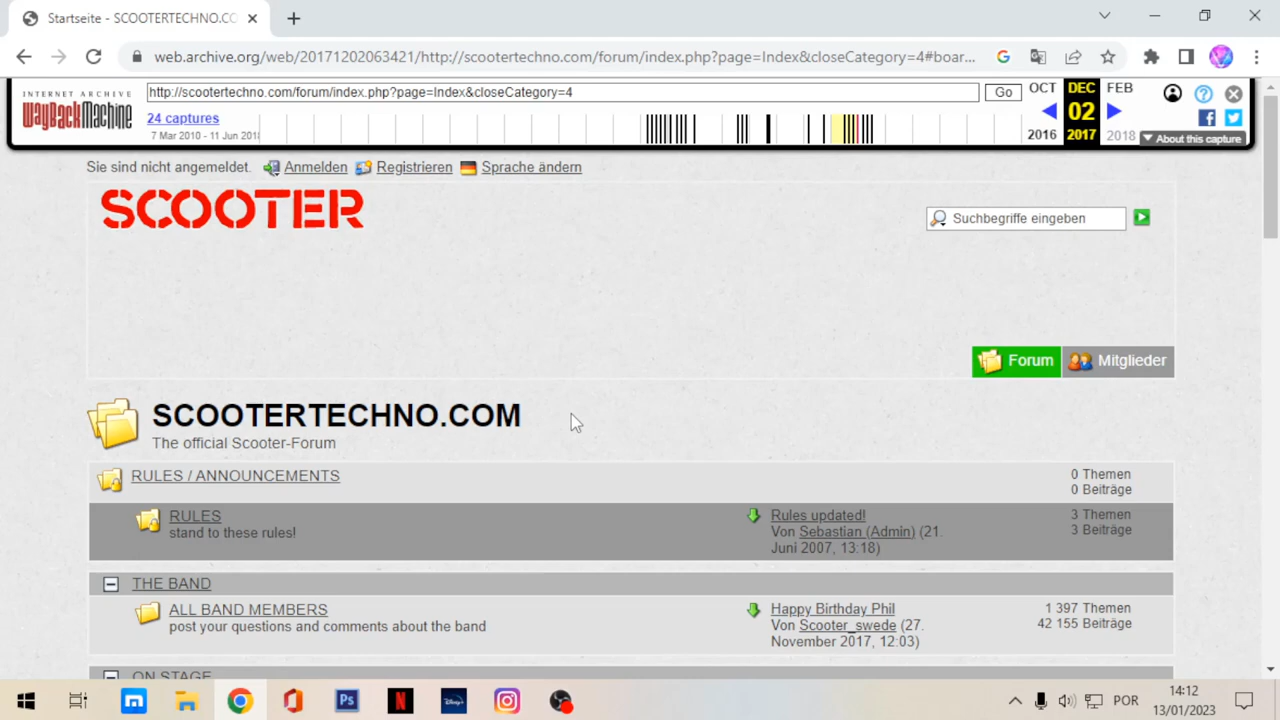 Startseite - SCOOTERTECHNO.CO
web.archive.org/web/20171202063421/http://scootertechno.com/forum/index.php?page=Index&closeCategory=4#boar...
INTERNET ARCHIVE
WayBackMachine
http://scootertechno.com/forum/index.php?page=Index&closeCategory=4
Go
OCT DEC FEB
24 captures
02
7 Mar 2010 - 11 Jun 201
2016 2017 2018
About this capture
Sie sind nicht angemeldet. Anmelden Registrieren Sprache ändern
SCOOTER
Suchbegriffe eingeben
Forum Mitglieder
SCOOTERTECHNO.COM
The official Scooter-Forum
RULES / ANNOUNCEMENTS
0 Themen
0 Beiträge
RULES
stand to these rules!
Rules updated!
Von Sebastian (Admin) (21.
Juni 2007, 13:18)
3 Themen
3 Beiträge
THE BAND
ALL BAND MEMBERS
post your questions and comments about the band
Happy Birthday Phil
Von Scooter_swede (27.
November 2017, 12:03)
1 397 Themen
42 155 Beiträge
ON STAGE
Ps
N
Disney+
POR
14:12
13/01/2023